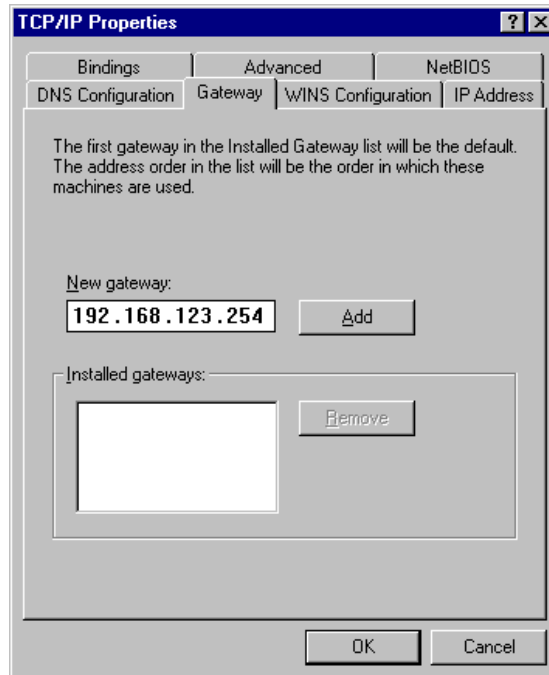 TCP/IP Properties
Bindings Advanced NetBIOS
DNS Configuration Gateway WINS Configuration IP Address
The first gateway in the Installed Gateway list will be the default.
The address order in the list will be the order in which these
machines are used.
New gateway:
192.168.123.254 Add
Installed gateways:
Remove
OK Cancel